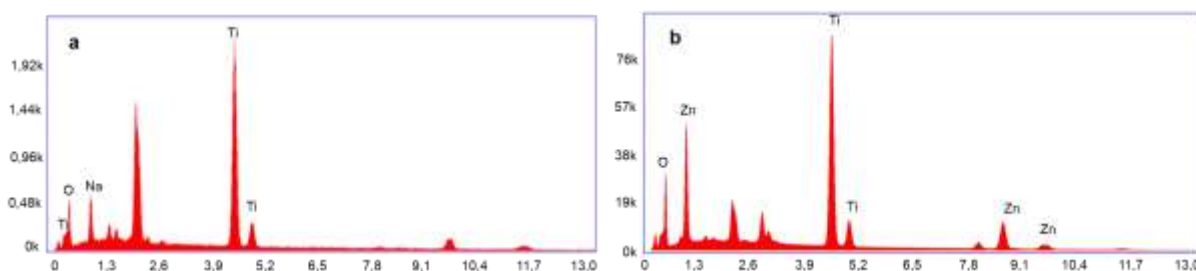 a
Ti
1,92k
1,44k
0,96k
0,48k
0k
Ti
O
Na
Ti
0
1,3
2,6
3,9
5,2
6,5
7,8
9,1
10,4
11,7
13,0
b
Ti
76k
57k
38k
19k
0k
O
Zn
Ti
Zn
Zn
0
1,3
2,6
3,9
5,2
6,5
7,8
9,1
10,4
11,7
13.0